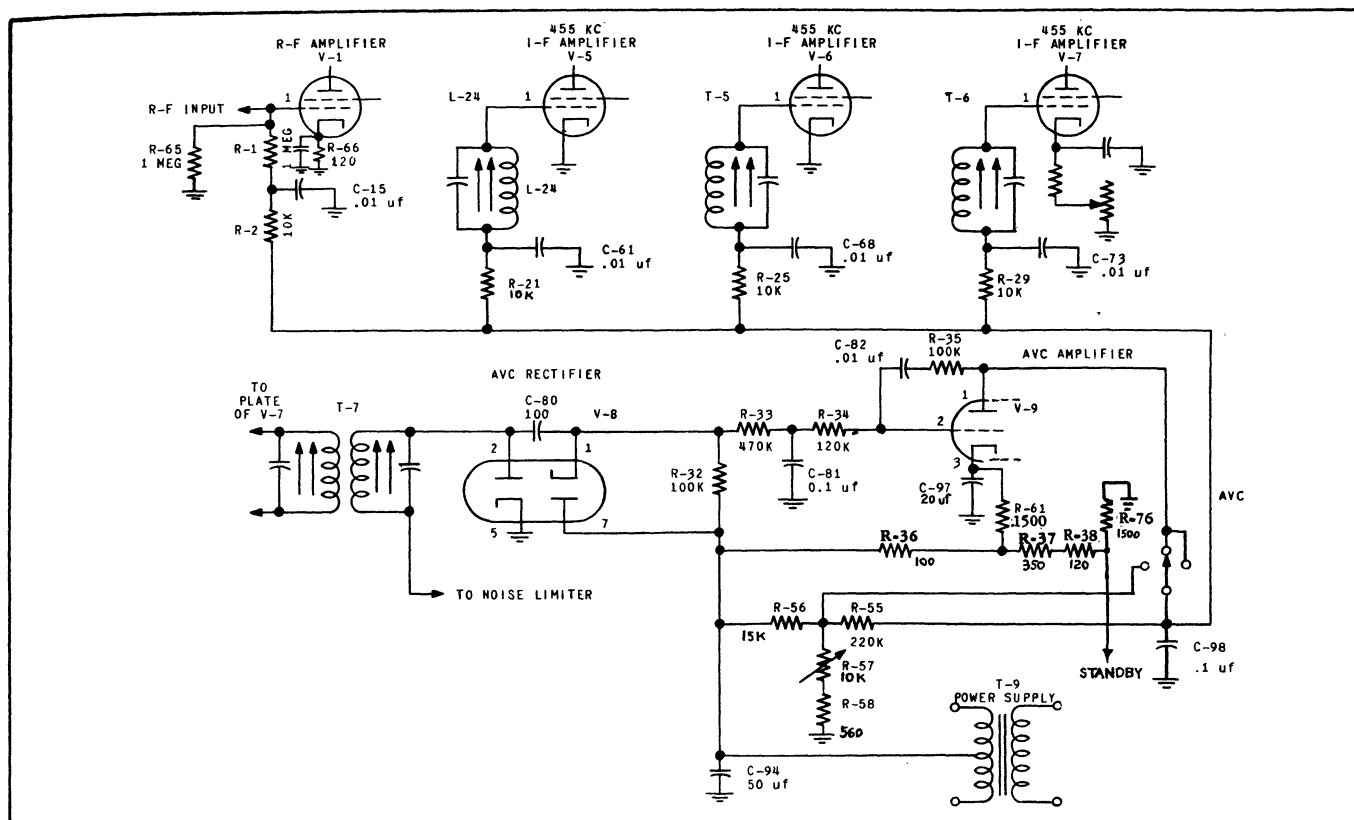 R-F AMPLIFIER
V-1
455 KC
I-F AMPLIFIER
V-5
455 KC
I-F AMPLIFIER
V-6
455 KC
I-F AMPLIFIER
V-7
R-F INPUT
1
L-24
1
T-5
1
T-6
1
R-65
1 MEG
R-1
1 MEG
R-66
120
C-15
.01 uf
R-2
10K
L-24
C-61
.01 uf
R-21
10K
C-68
.01 uf
R-25
10K
C-73
.01 uf
R-29
10K
C-82
.01 uf
R-35
100K
AVC AMPLIFIER
AVC RECTIFIER
TO
PLATE
OF V-7
T-7
C-80
100
V-8
2
1
5
7
R-33
470K
R-34
120K
C-81
0.1 uf
R-32
100K
1
2
3
V-9
C-97
20uf
R-61
1500
R-76
1500
AVC
R-36
100
R-37
350
R-38
120
TO NOISE LIMITER
R-56
15K
R-55
220K
R-57
10K
R-58
560
STANDBY
C-98
.1 uf
T-9
POWER SUPPLY
C-94
50 uf